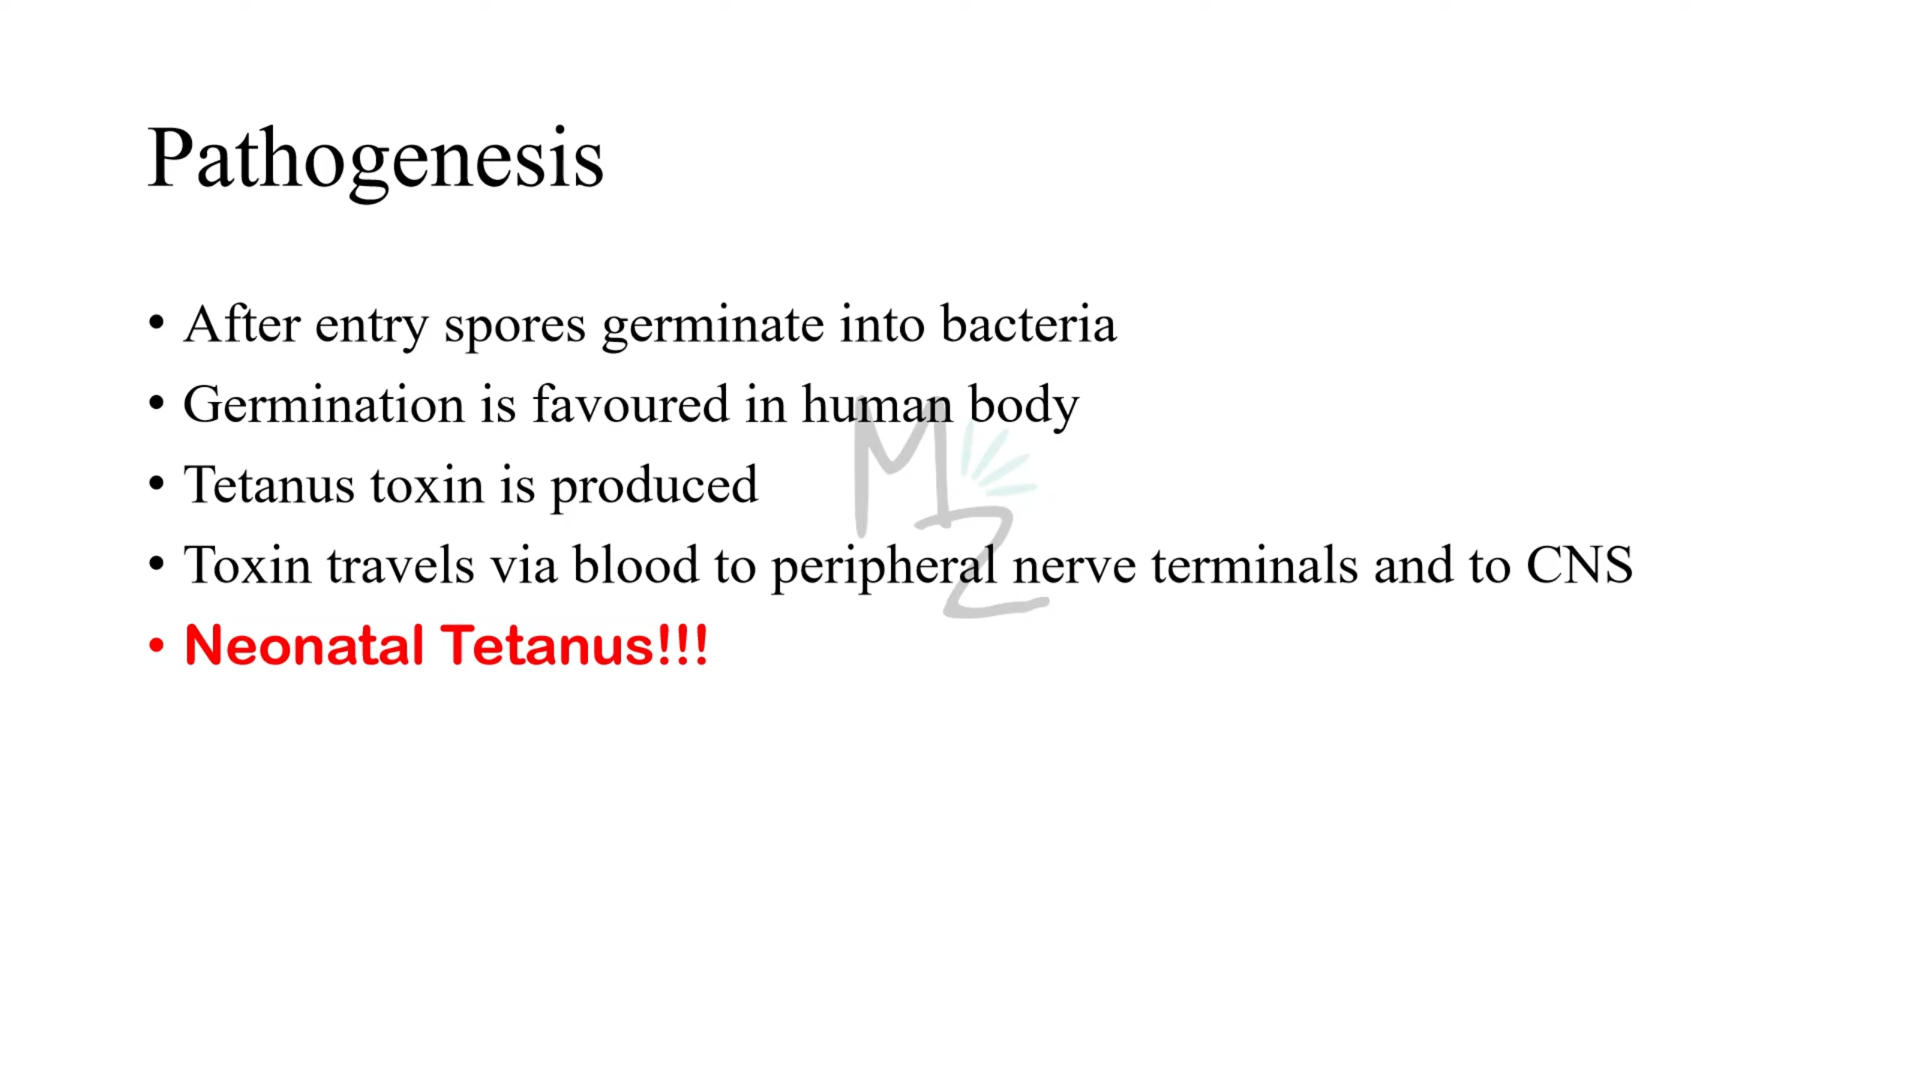 Pathogenesis
• After entry spores germinate into bacteria
• Germination is favoured in human body
• Tetanus toxin is produced
• Toxin travels via blood to peripheral nerve terminals and to CNS
• Neonatal Tetanus!!!
MZ